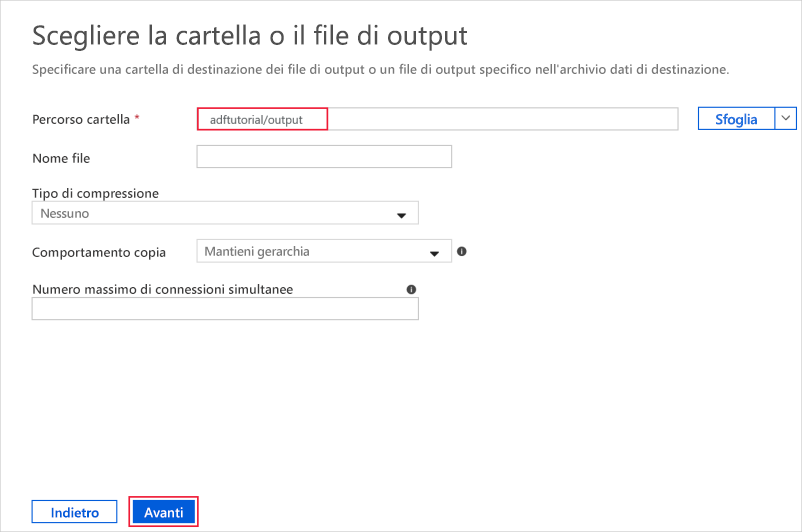 Scegliere la cartella o il file di output
Specificare una cartella di destinazione dei file di output o un file di output specifico nell'archivio dati di destinazione.
Percorso cartella * adftutorial/output Sfoglia
Nome file
Tipo di compressione
Nessuno
Comportamento copia Mantieni gerarchia
Numero massimo di connessioni simultanee
Indietro Avanti